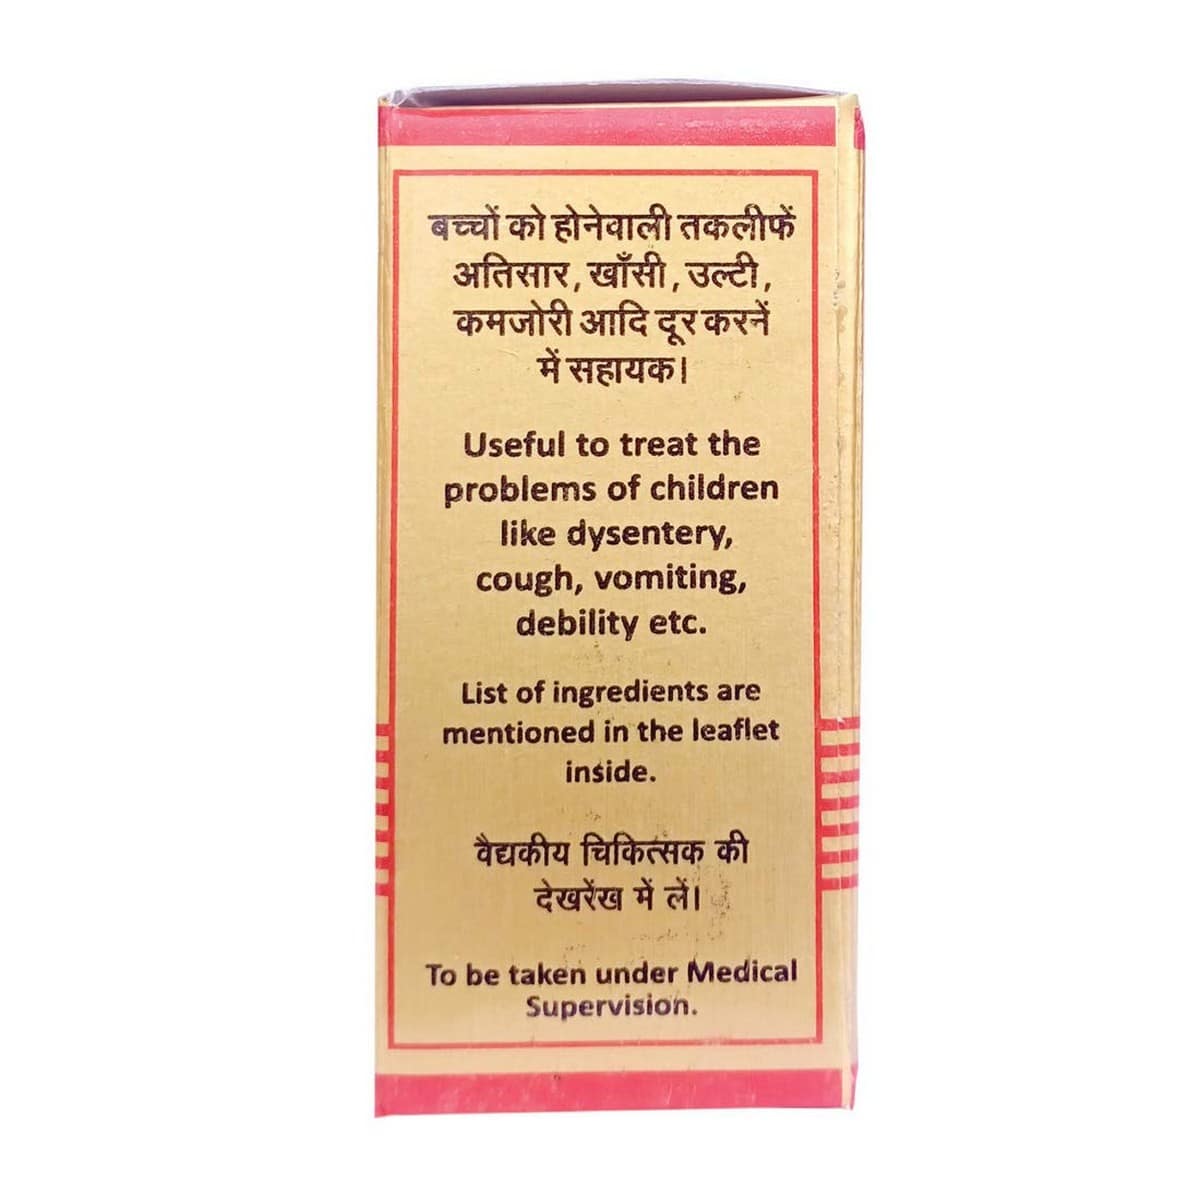 बच्चों को होनेवाली तकलीफें
अतिसार, खाँसी, उल्टी,
कमजोरी आदि दूर करनें
में सहायक।
Useful to treat the
problems of children
like dysentery,
cough, vomiting,
debility etc.
List of ingredients are
mentioned in the leaflet
inside.
वैद्यकीय चिकित्सक की
देखरेंख में लें।
To be taken under Medical
Supervision.